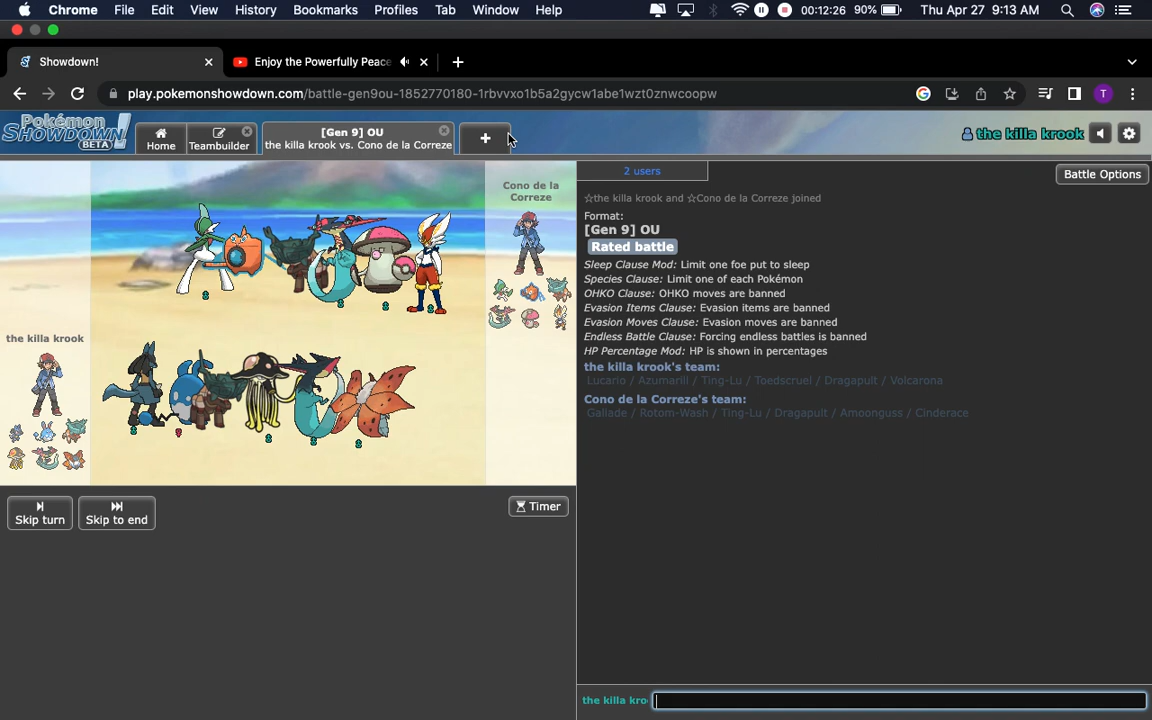 Chrome File Edit View History Bookmarks Profiles Tab Window Help 00:12:26 90% Thu Apr 27 9:13 AM
Showdown! Enjoy the Powerfully Peace
play.pokemonshowdown.com/battle-gen9ou-1852770180-1rbvvxo1b5a2gycw1abe1wzt0znwcoopw T
Pokémon SHOWDOWN! BETA
Home Teambuilder
[Gen 9] OU
the killa krook vs. Cono de la Correze
+
the killa krook
Cono de la Correze
the killa krook
2 users
Battle Options
☆the killa krook and ☆Cono de la Correze joined
Format:
[Gen 9] OU
Rated battle
Sleep Clause Mod: Limit one foe put to sleep
Species Clause: Limit one of each Pokémon
OHKO Clause: OHKO moves are banned
Evasion Items Clause: Evasion items are banned
Evasion Moves Clause: Evasion moves are banned
Endless Battle Clause: Forcing endless battles is banned
HP Percentage Mod: HP is shown in percentages
the killa krook's team:
Lucario / Azumarill / Ting-Lu / Toedscruel / Dragapult / Volcarona
Cono de la Correze's team:
Gallade / Rotom-Wash / Ting-Lu / Dragapult / Amoonguss / Cinderace
Skip turn Skip to end Timer
the killa kro